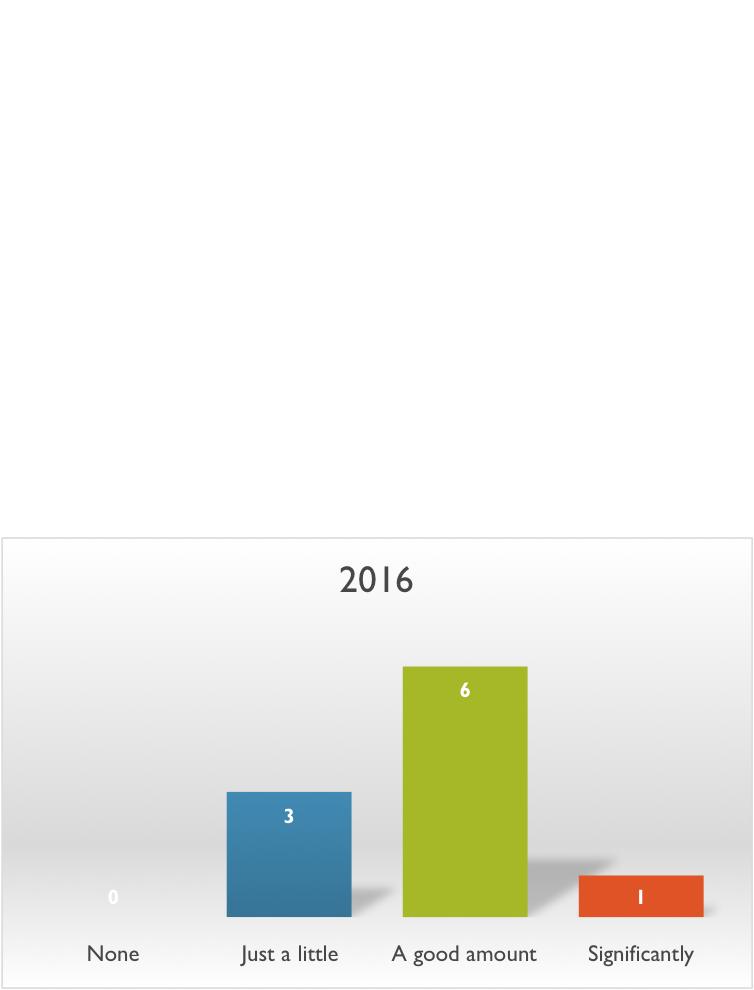 2016
6
3
0
1
None
Just a little
A good amount
Significantly